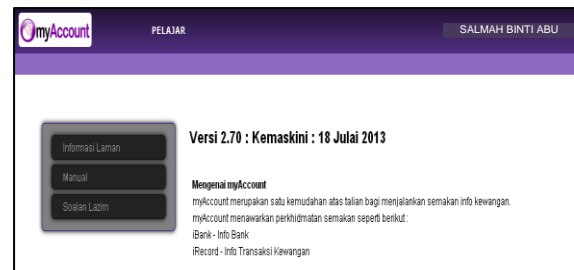 myAccount PELAJAR SALMAH BINTI ABU
Informasi Laman
Manual
Soalan Lazim
Versi 2.70 : Kemaskini : 18 Julai 2013
Mengenai myAccount
myAccount merupakan satu kemudahan atas talian bagi menjalankan semakan info kewangan.
myAccount menawarkan perkhidmatan semakan seperti berikut :
iBank - Info Bank
iRecord - Info Transaksi Kewangan